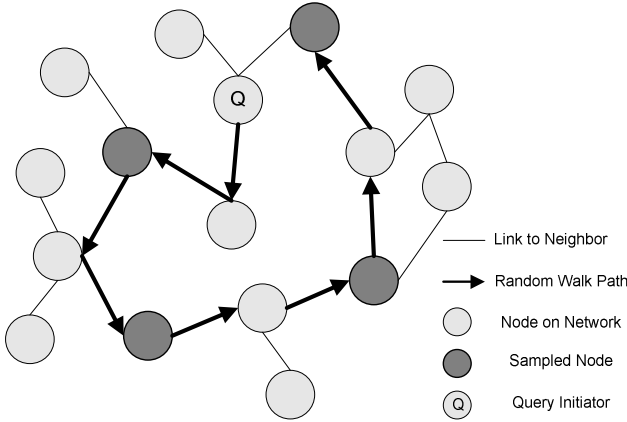 Q
Link to Neighbor
Random Walk Path
Node on Network
Sampled Node
Q Query Initiator